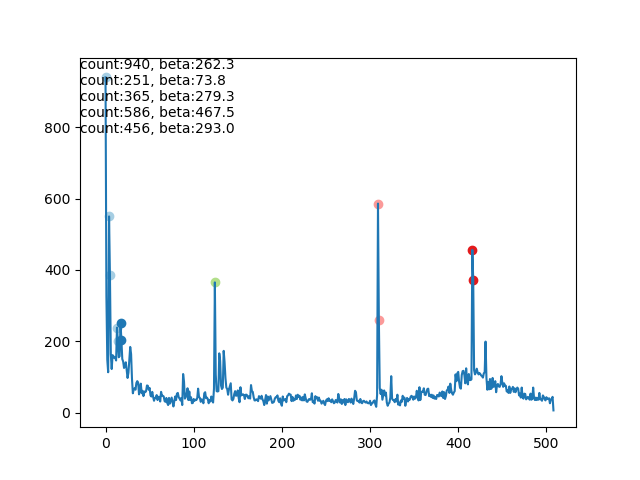 count:940, beta:262.3
count:251, beta:73.8
count:365, beta:279.3
count:586, beta:467.5
count:456, beta:293.0
800
600
400
200
0
0 100 200 300 400 500